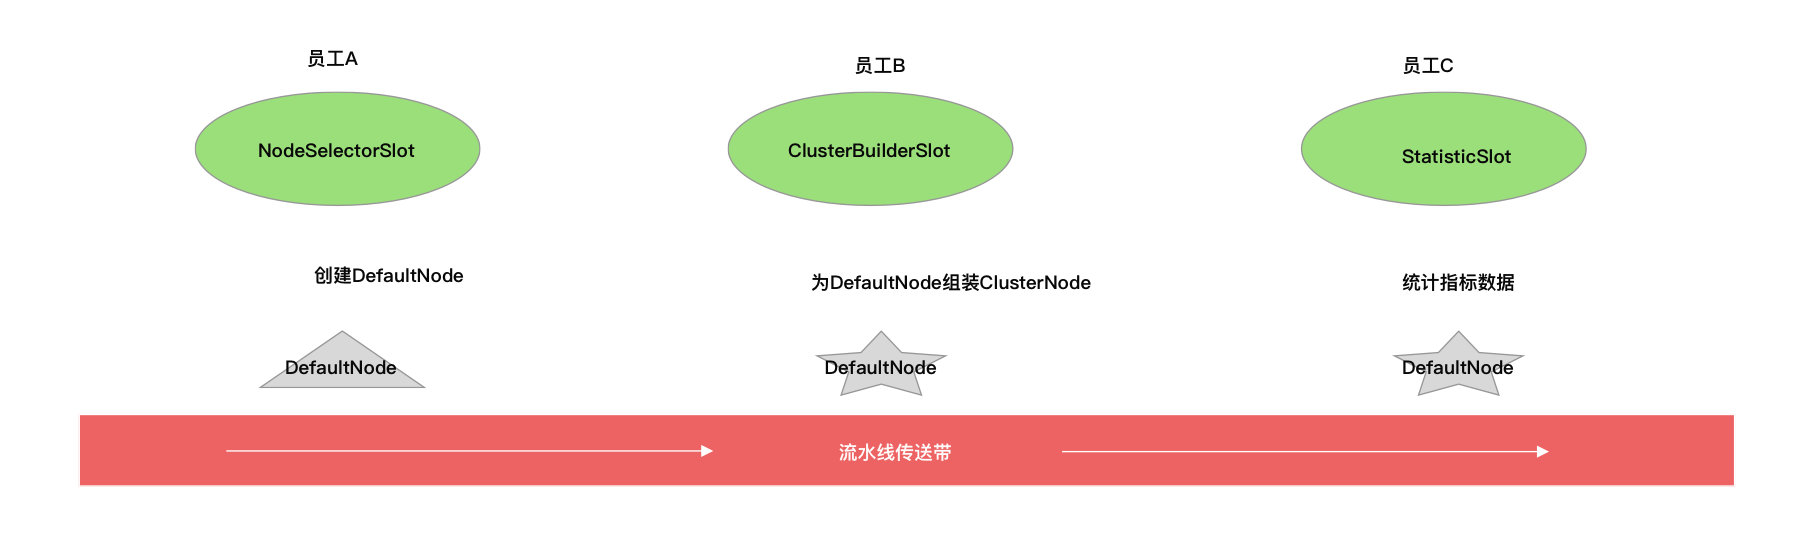 员工A
员工B
员工C
NodeSelectorSlot
ClusterBuilderSlot
StatisticSlot
创建DefaultNode
为DefaultNode组装ClusterNode
统计指标数据
DefaultNode
DefaultNode
DefaultNode
流水线传送带